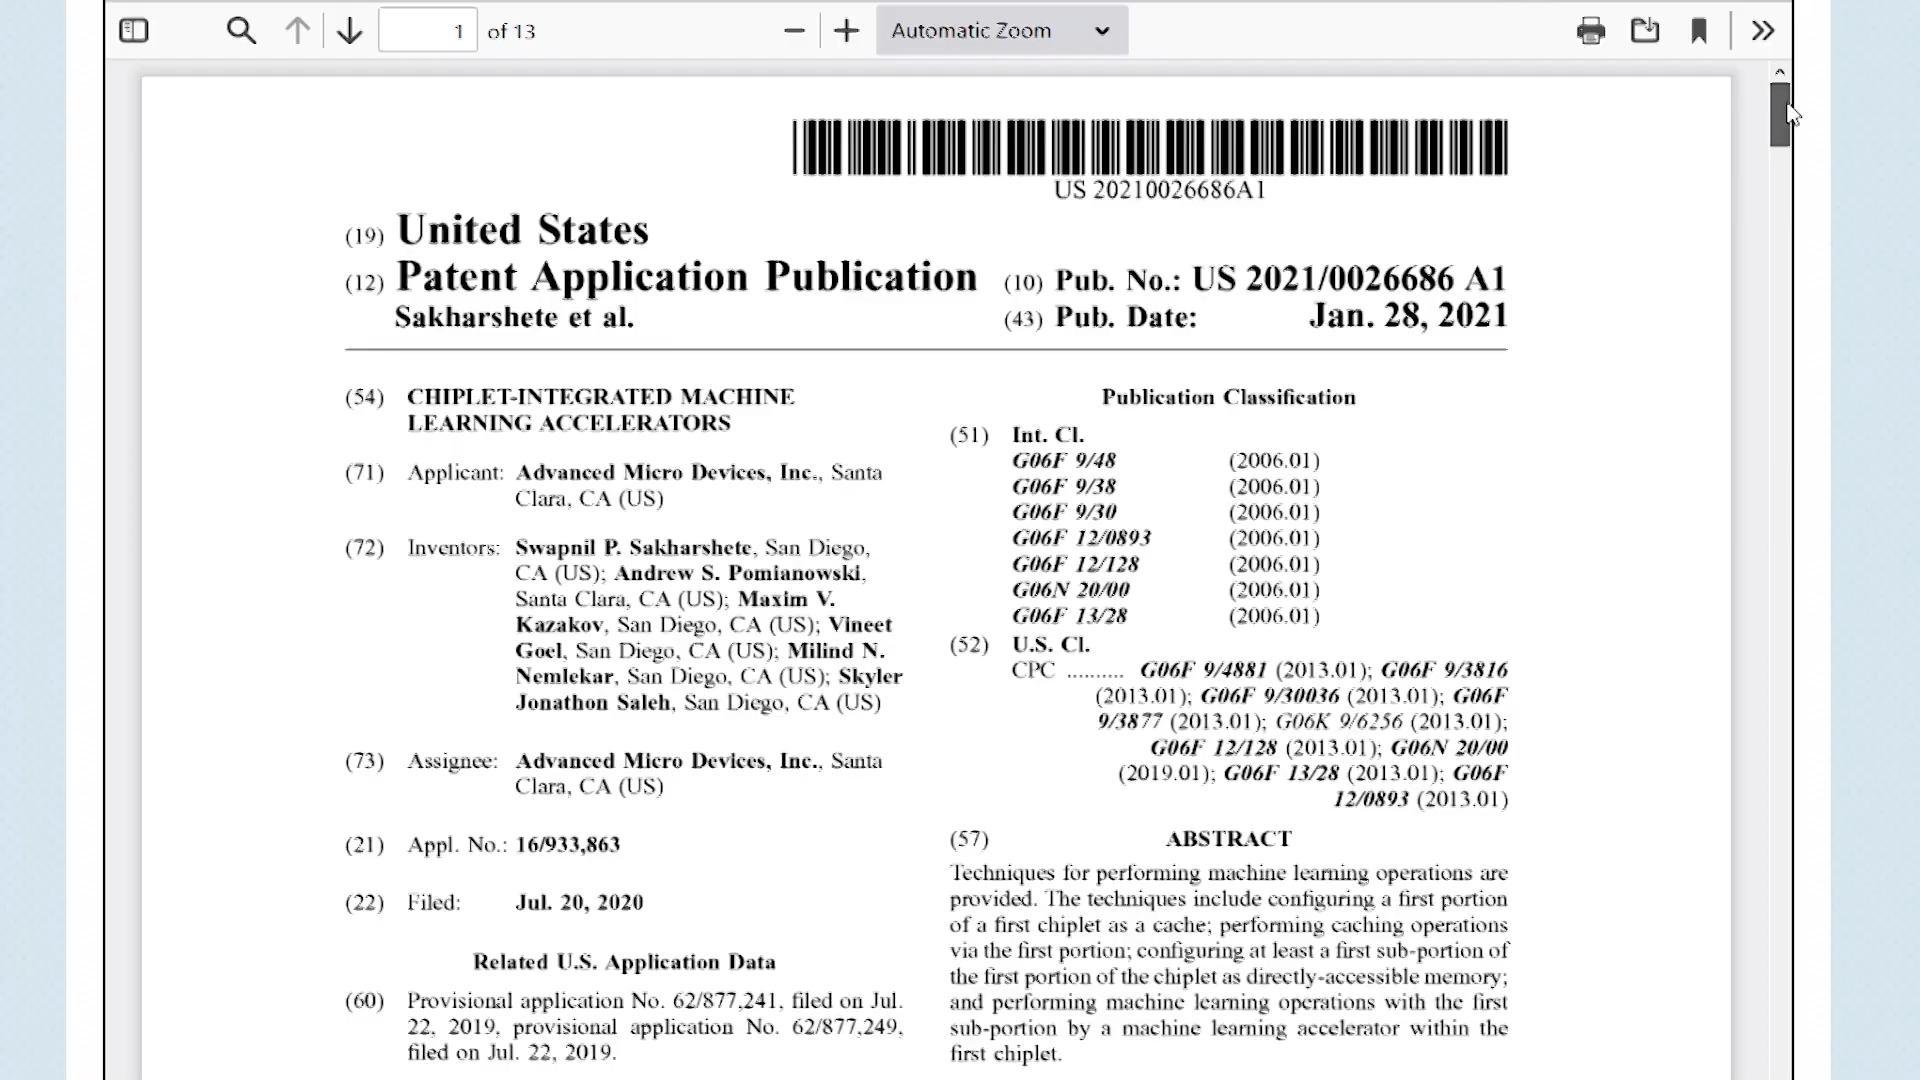 1 of 13 Automatic Zoom
US 20210026686A1
(19) United States
(12) Patent Application Publication (10) Pub. No.: US 2021/0026686 A1
Sakharshete et al. (43) Pub. Date: Jan. 28, 2021
(54) CHIPLET-INTEGRATED MACHINE
LEARNING ACCELERATORS
(71) Applicant: Advanced Micro Devices, Inc., Santa
Clara, CA (US)
(72) Inventors: Swapnil P. Sakharshete, San Diego,
CA (US); Andrew S. Pomianowski,
Santa Clara, CA (US); Maxim V.
Kazakov, San Diego, CA (US); Vineet
Goel, San Diego, CA (US); Milind N.
Nemlekar, San Diego, CA (US); Skyler
Jonathon Saleh, San Diego, CA (US)
(73) Assignee: Advanced Micro Devices, Inc., Santa
Clara, CA (US)
(21) Appl. No.: 16/933,863
(22) Filed: Jul. 20, 2020
Related U.S. Application Data
(60) Provisional application No. 62/877,241, filed on Jul.
22, 2019, provisional application No. 62/877,249,
filed on Jul. 22, 2019.
Publication Classification
(51) Int. Cl.
G06F 9/48 (2006.01)
G06F 9/38 (2006.01)
G06F 9/30 (2006.01)
G06F 12/0893 (2006.01)
G06F 12/128 (2006.01)
G06N 20/00 (2006.01)
G06F 13/28 (2006.01)
(52) U.S. Cl.
CPC .......... G06F 9/4881 (2013.01); G06F 9/3816
(2013.01); G06F 9/30036 (2013.01); G06F
9/3877 (2013.01); G06K 9/6256 (2013.01);
G06F 12/128 (2013.01); G06N 20/00
(2019.01); G06F 13/28 (2013.01); G06F
12/0893 (2013.01)
(57) ABSTRACT
Techniques for performing machine learning operations are
provided. The techniques include configuring a first portion
of a first chiplet as a cache; performing caching operations
via the first portion; configuring at least a first sub-portion of
the first portion of the chiplet as directly-accessible memory;
and performing machine learning operations with the first
sub-portion by a machine learning accelerator within the
first chiplet.